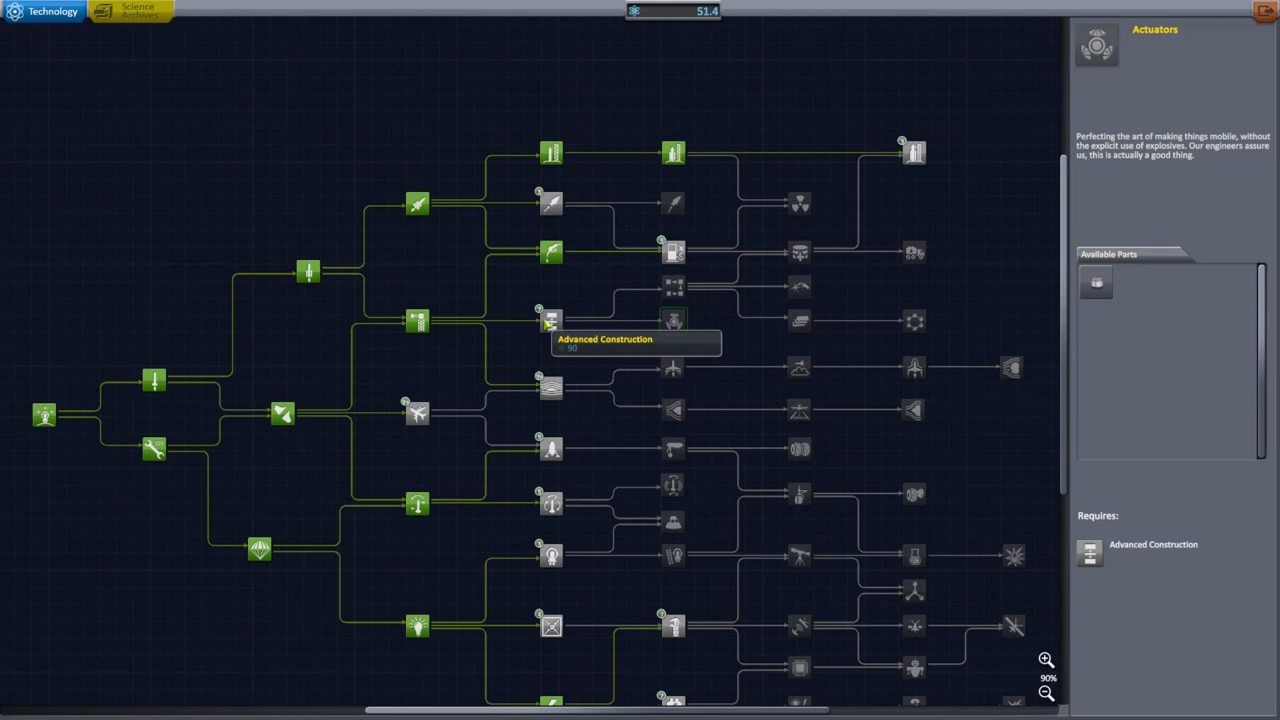 Technology
Science
Archives
51.4
Actuators
Perfecting the art of making things mobile, without
the explicit use of explosives. Our engineers assure
us, this is actually a good thing.
Available Parts
Advanced Construction
90
Requires:
Advanced Construction
90%